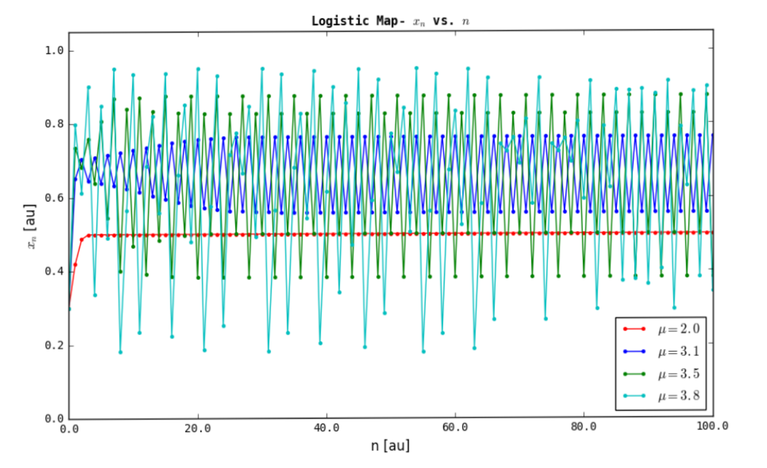 Logistic Map- xₙ vs. n
1.0
0.8
0.6
0.4
0.2
0.0
xₙ [au]
0.0 20.0 40.0 60.0 80.0 100.0
n [au]
μ=2.0
μ=3.1
μ=3.5
μ=3.8